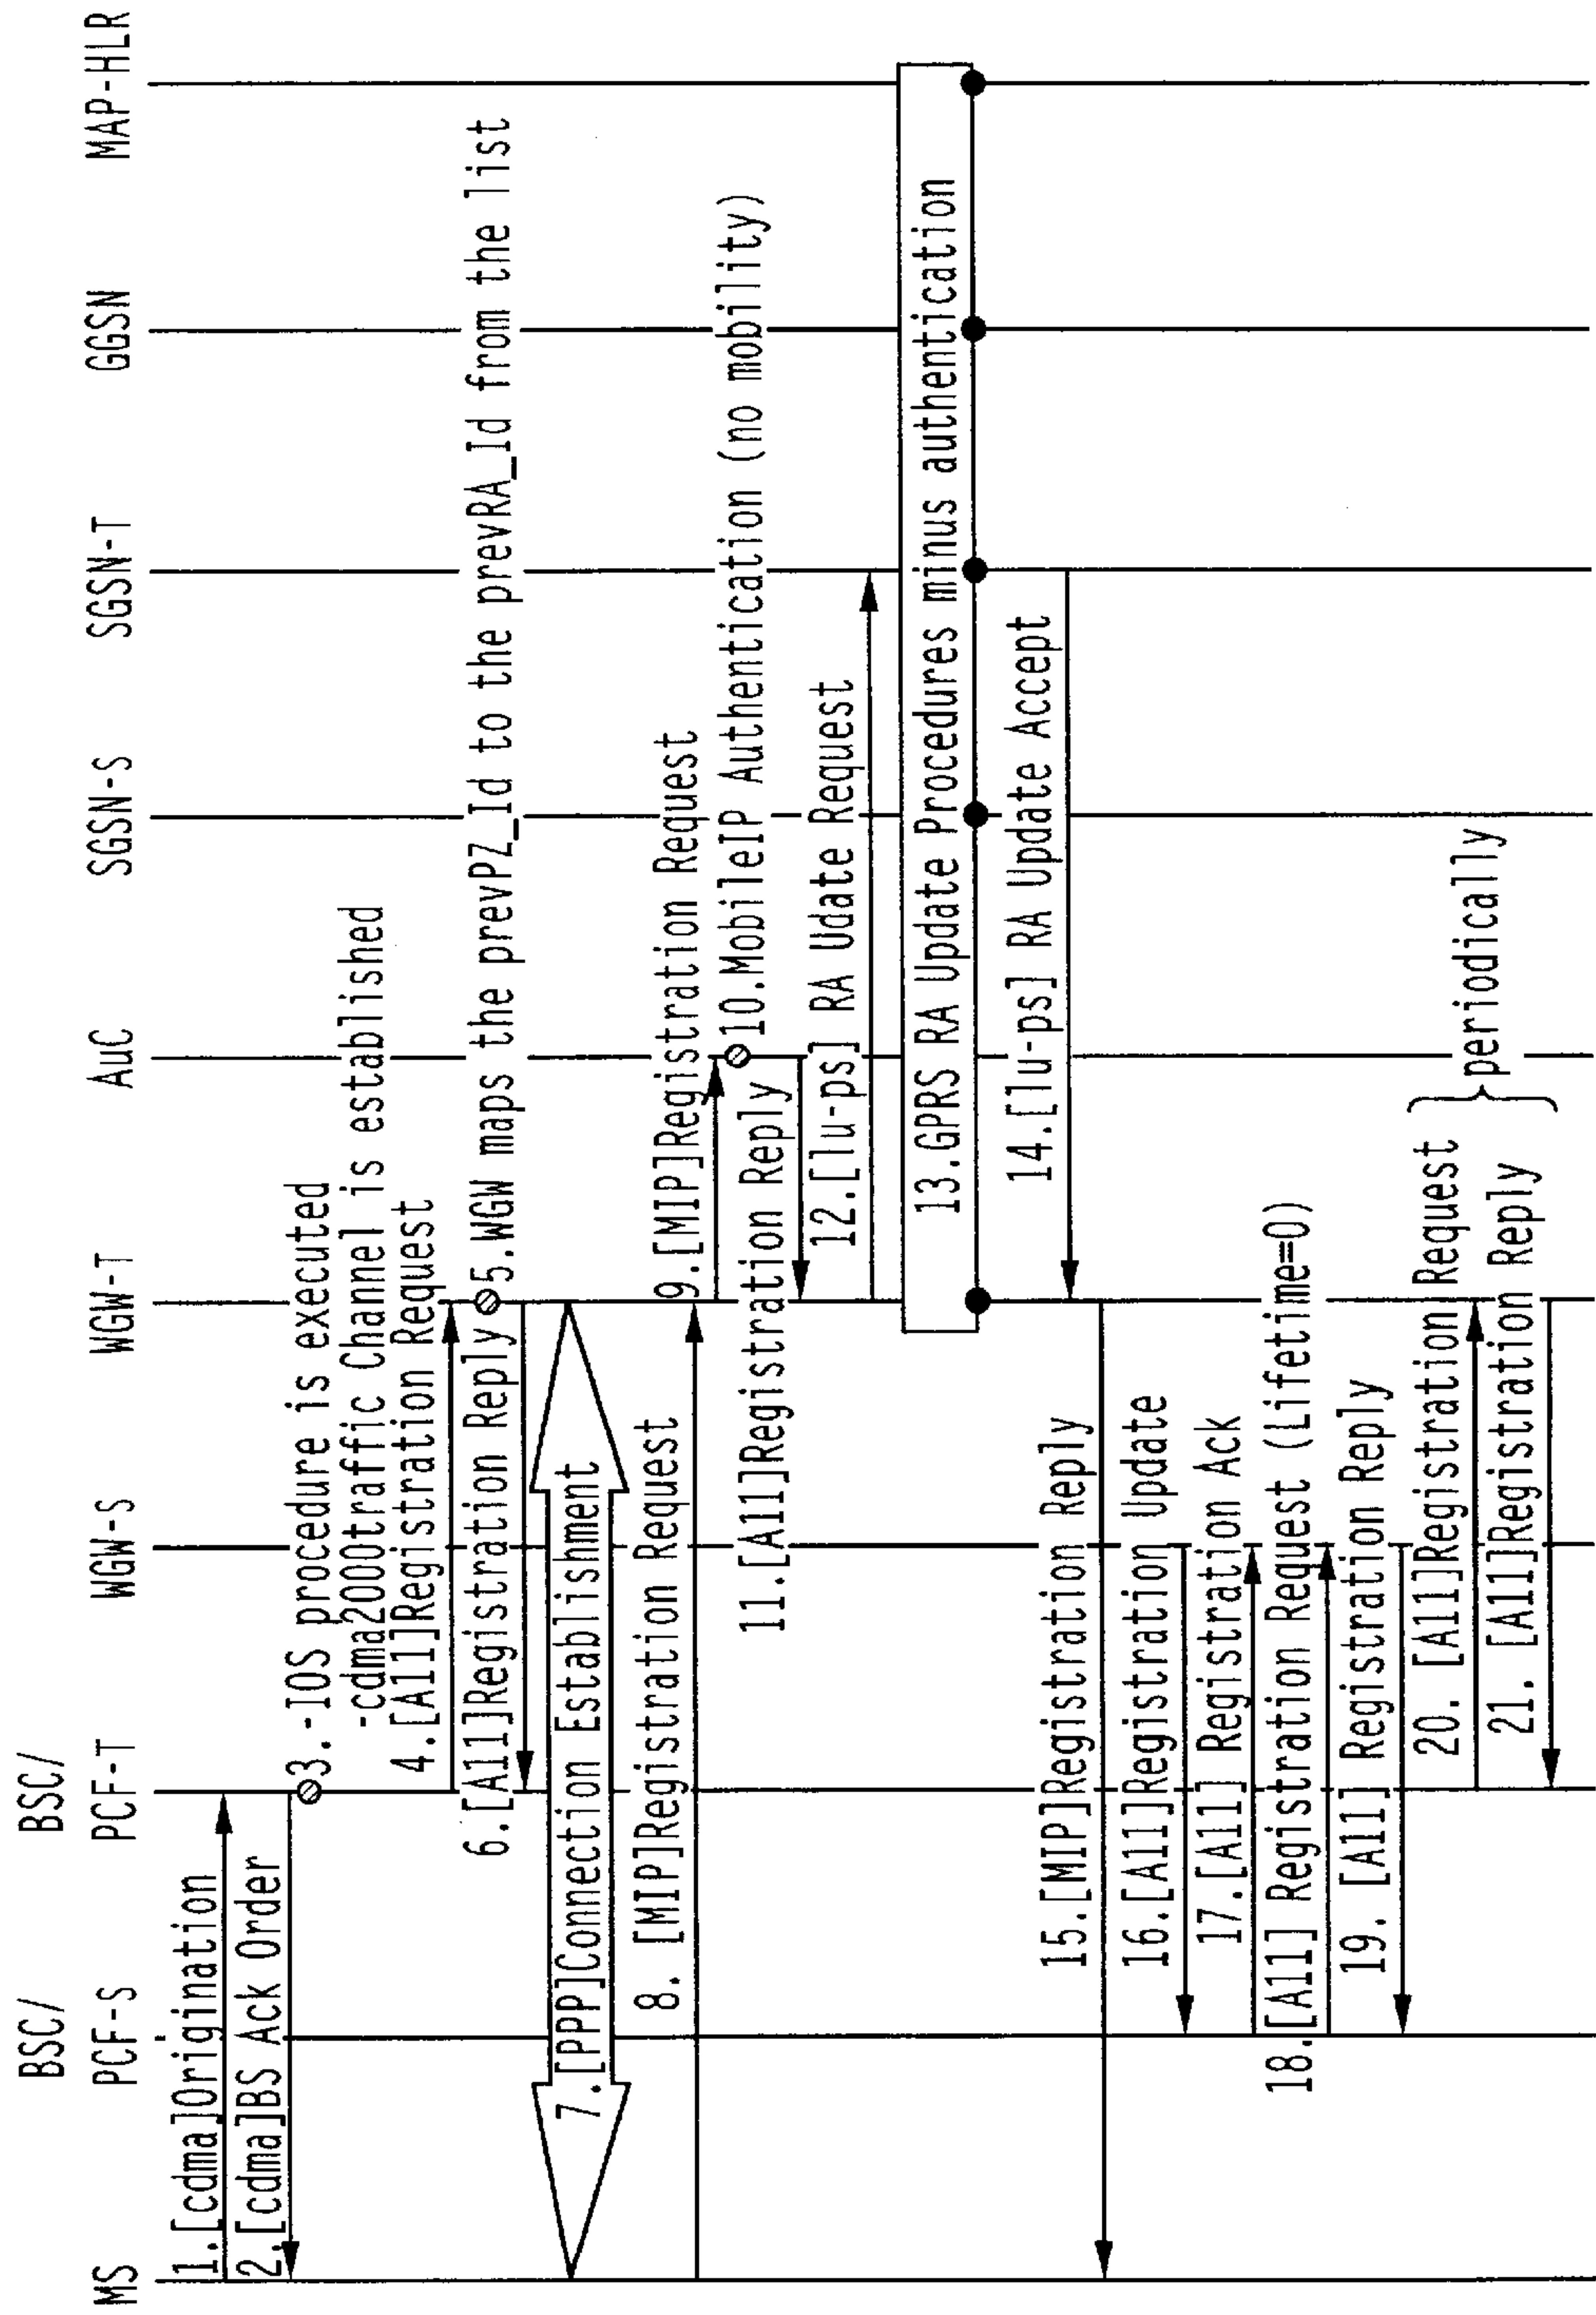 MS
BSC/
PCF-S
BSC/
PCF-T
WGW-S
WGW-T
AuC
SGSN-S
SGSN-T
GGSN
MAP-HLR
1.[cdma]Origination
2.[cdma]BS Ack Order
3.-IOS procedure is executed
-cdma2000traffic Channel is established
4.[A11]Registration Request
5.WGW maps the prevPZ_Id to the prevRA_Id from the list
6.[A11]Registration Reply
7.[PPP]Connection Establishment
8. [MIP]Registration Request
9.[MIP]Registration Request
10.MobileIP Authentication (no mobility)
11.[A11]Registration Reply
12.[lu-ps] RA Udate Request
13.GPRS RA Update Procedures minus authentication
14.[lu-ps] RA Update Accept
15.[MIP]Registration Reply
16.[A11]Registration Update
17.[A11] Registration Ack
18.[A11] Registration Request (Lifetime=0)
19. [A11] Registration Reply
20. [A11]Registration Request
21. [A11]Registration Reply
periodically